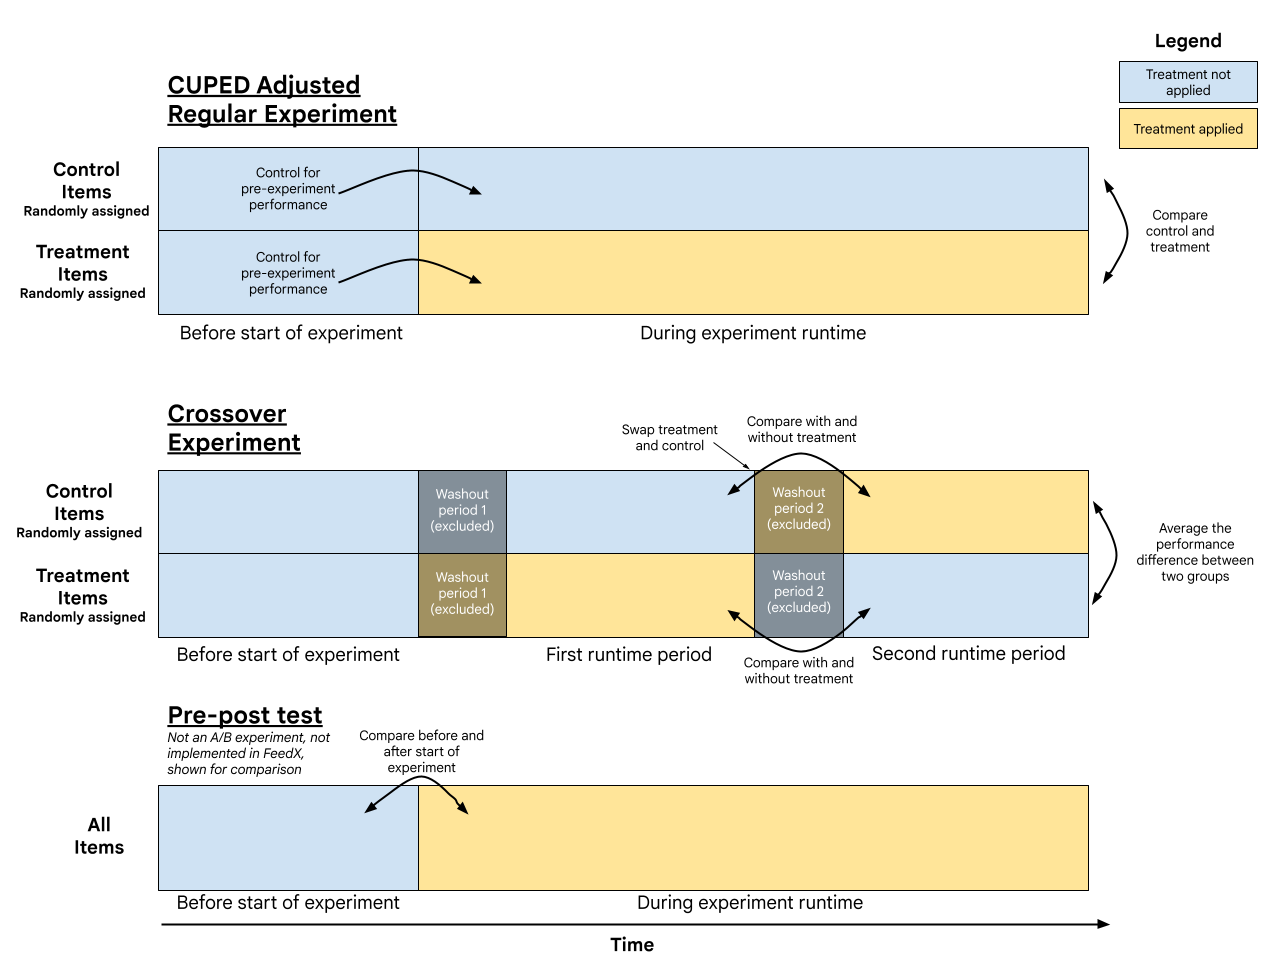 Legend
Treatment not
applied
Treatment applied
CUPED Adjusted
Regular Experiment
Control
Items
Randomly assigned
Control for
pre-experiment
performance
Treatment
Items
Randomly assigned
Control for
pre-experiment
performance
Compare
control and
treatment
Before start of experiment
During experiment runtime
Crossover
Experiment
Swap treatment
and control
Compare with and
without treatment
Control
Items
Randomly assigned
Washout
period 1
(excluded)
Washout
period 2
(excluded)
Treatment
Items
Randomly assigned
Washout
period 1
(excluded)
Washout
period 2
(excluded)
Average the
performance
difference between
two groups
Before start of experiment
First runtime period
Compare with and
without treatment
Second runtime period
Pre-post test
Not an A/B experiment, not
implemented in FeedX,
shown for comparison
Compare before and
after start of
experiment
All
Items
Before start of experiment
During experiment runtime
Time